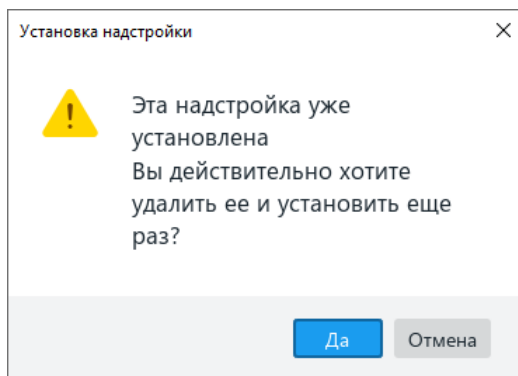 Установка надстройки
Эта надстройка уже
установлена
Вы действительно хотите
удалить ее и установить еще
раз?
Да
Отмена